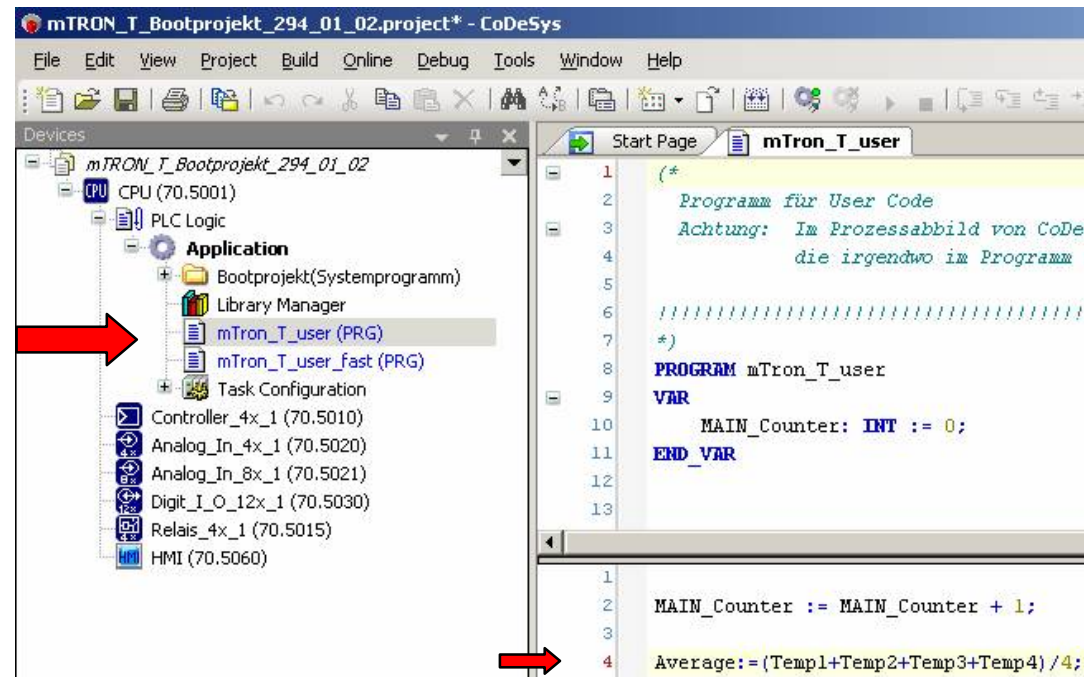 mTRON_T_Bootprojekt_294_01_02.project* - CoDeSys
File Edit View Project Build Online Debug Tools Window Help
Devices
mTRON_T_Bootprojekt_294_01_02
CPU CPU (70.5001)
PLC Logic
Application
Bootprojekt(Systemprogramm)
Library Manager
mTron_T_user (PRG)
mTron_T_user_fast (PRG)
Task Configuration
Controller_4x_1 (70.5010)
Analog_In_4x_1 (70.5020)
Analog_In_8x_1 (70.5021)
Digit_I_O_12x_1 (70.5030)
Relais_4x_1 (70.5015)
HMI HMI (70.5060)
Start Page mTron_T_user
1 (*
2 Programm für User Code
3 Achtung: Im Prozessabbild von CoDe
4 die irgendwo im Programm
5
6 !!!!!!!!!!!!!!!!!!!!!!!!!!!!!!!!!!!!!
7 *)
8 PROGRAM mTron_T_user
9 VAR
10 MAIN_Counter: INT := 0;
11 END_VAR
12
13
1
2 MAIN_Counter := MAIN_Counter + 1;
3
4 Average:=(Temp1+Temp2+Temp3+Temp4)/4;